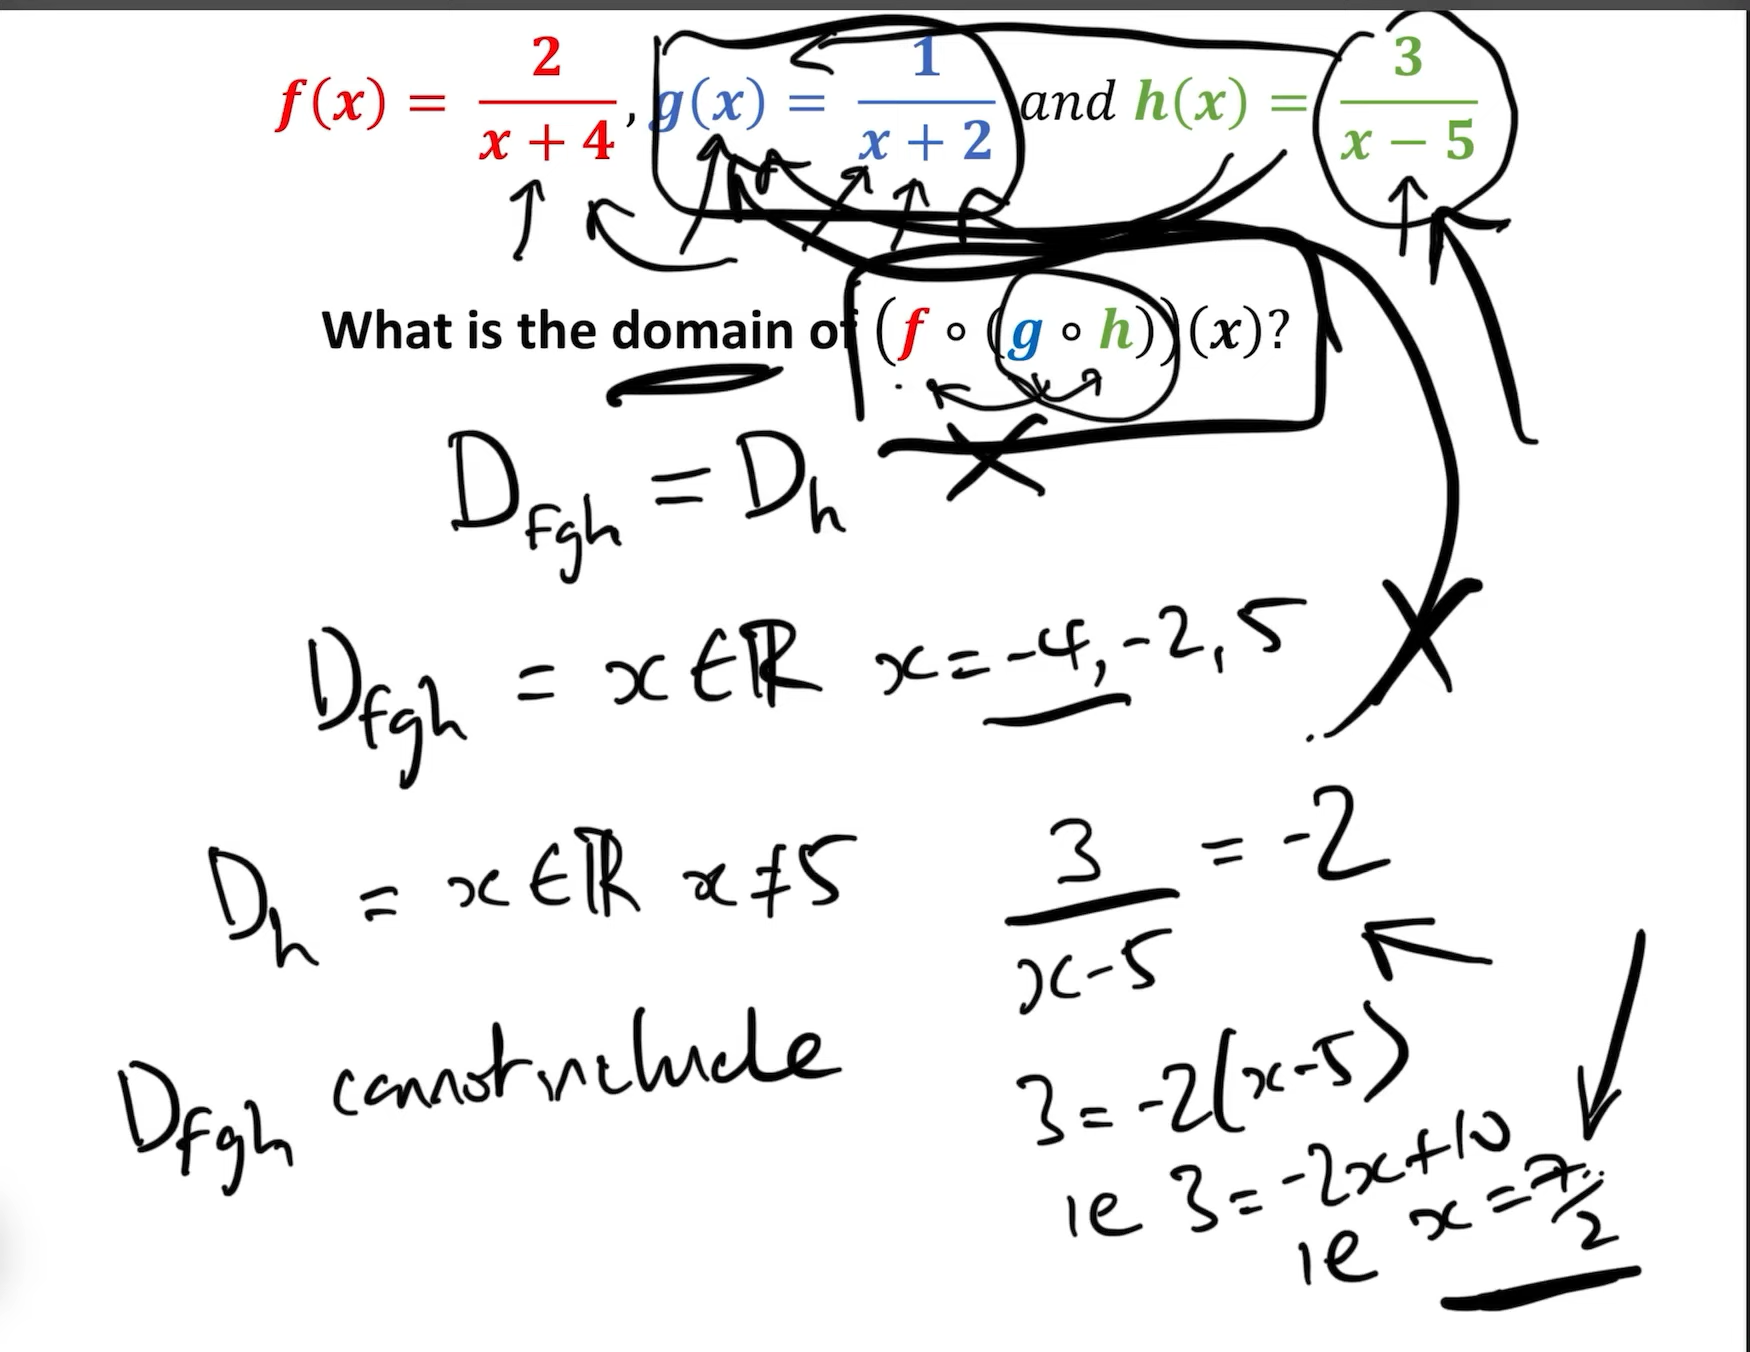 f(x) = 2/(x + 4), g(x) = 1/(x + 2) and h(x) = 3/(x − 5)
What is the domain of (f ∘ (g ∘ h))(x)?
D_fgh = D_h
D_fgh = x ∈ ℝ x = -4, -2, 5
D_h = x ∈ ℝ x ≠ 5
D_fgh cannot include
3/(x-5) = -2
3 = -2(x-5)
ie 3 = -2x+10
ie x = 7/2